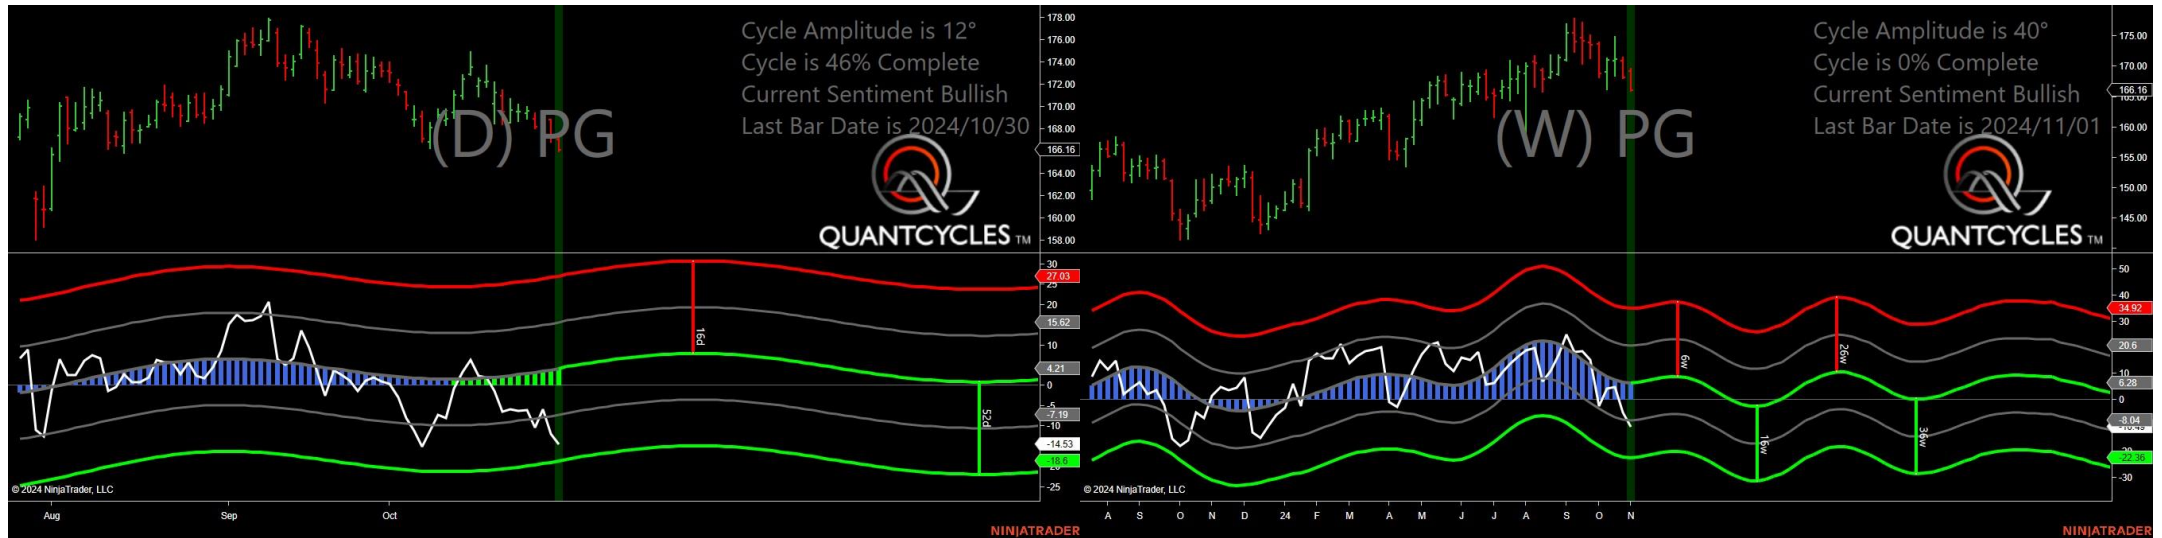 Cycle Amplitude is 12°
Cycle is 46% Complete
Current Sentiment Bullish
Last Bar Date is 2024/10/30
(D) PG
QUANTCYCLES TM
178.00
176.00
174.00
172.00
170.00
168.00
166.16
164.00
162.00
160.00
158.00
30
27.03
25
20
15.62
10
4.21
0
-5
-7.19
-10
-14.53
-18.6
-25
16d
52d
© 2024 NinjaTrader, LLC
Aug Sep Oct
NINJATRADER
Cycle Amplitude is 40°
Cycle is 0% Complete
Current Sentiment Bullish
Last Bar Date is 2024/11/01
(W) PG
QUANTCYCLES TM
175.00
170.00
166.16
165.00
160.00
155.00
150.00
145.00
50
40
34.92
30
20.6
10
6.28
0
-8.04
-22.36
-30
6w
16w
26w
36w
© 2024 NinjaTrader, LLC
A S O N D 24 F M A M J J A S O N
NINJATRADER